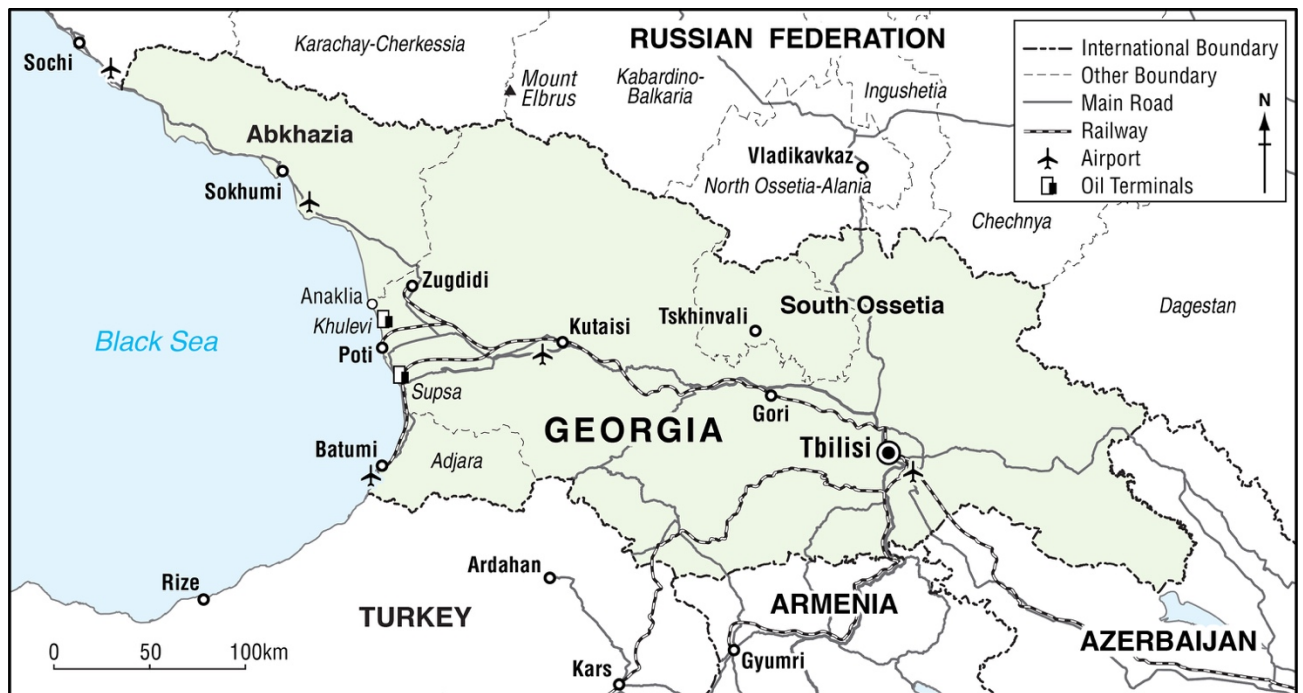 Sochi
Karachay-Cherkessia
RUSSIAN FEDERATION
Mount
Elbrus
Kabardino-
Balkaria
Ingushetia
International Boundary
Other Boundary
Main Road
Railway
Airport
Oil Terminals
N
Abkhazia
Sokhumi
Vladikavkaz
North Ossetia-Alania
Chechnya
Dagestan
Zugdidi
Anaklia
Khulevi
Poti
Black Sea
Kutaisi
Tskhinvali
South Ossetia
Supsa
Gori
GEORGIA
Tbilisi
Batumi
Adjara
Rize
Ardahan
TURKEY
ARMENIA
AZERBAIJAN
Kars
Gyumri
0 50 100km